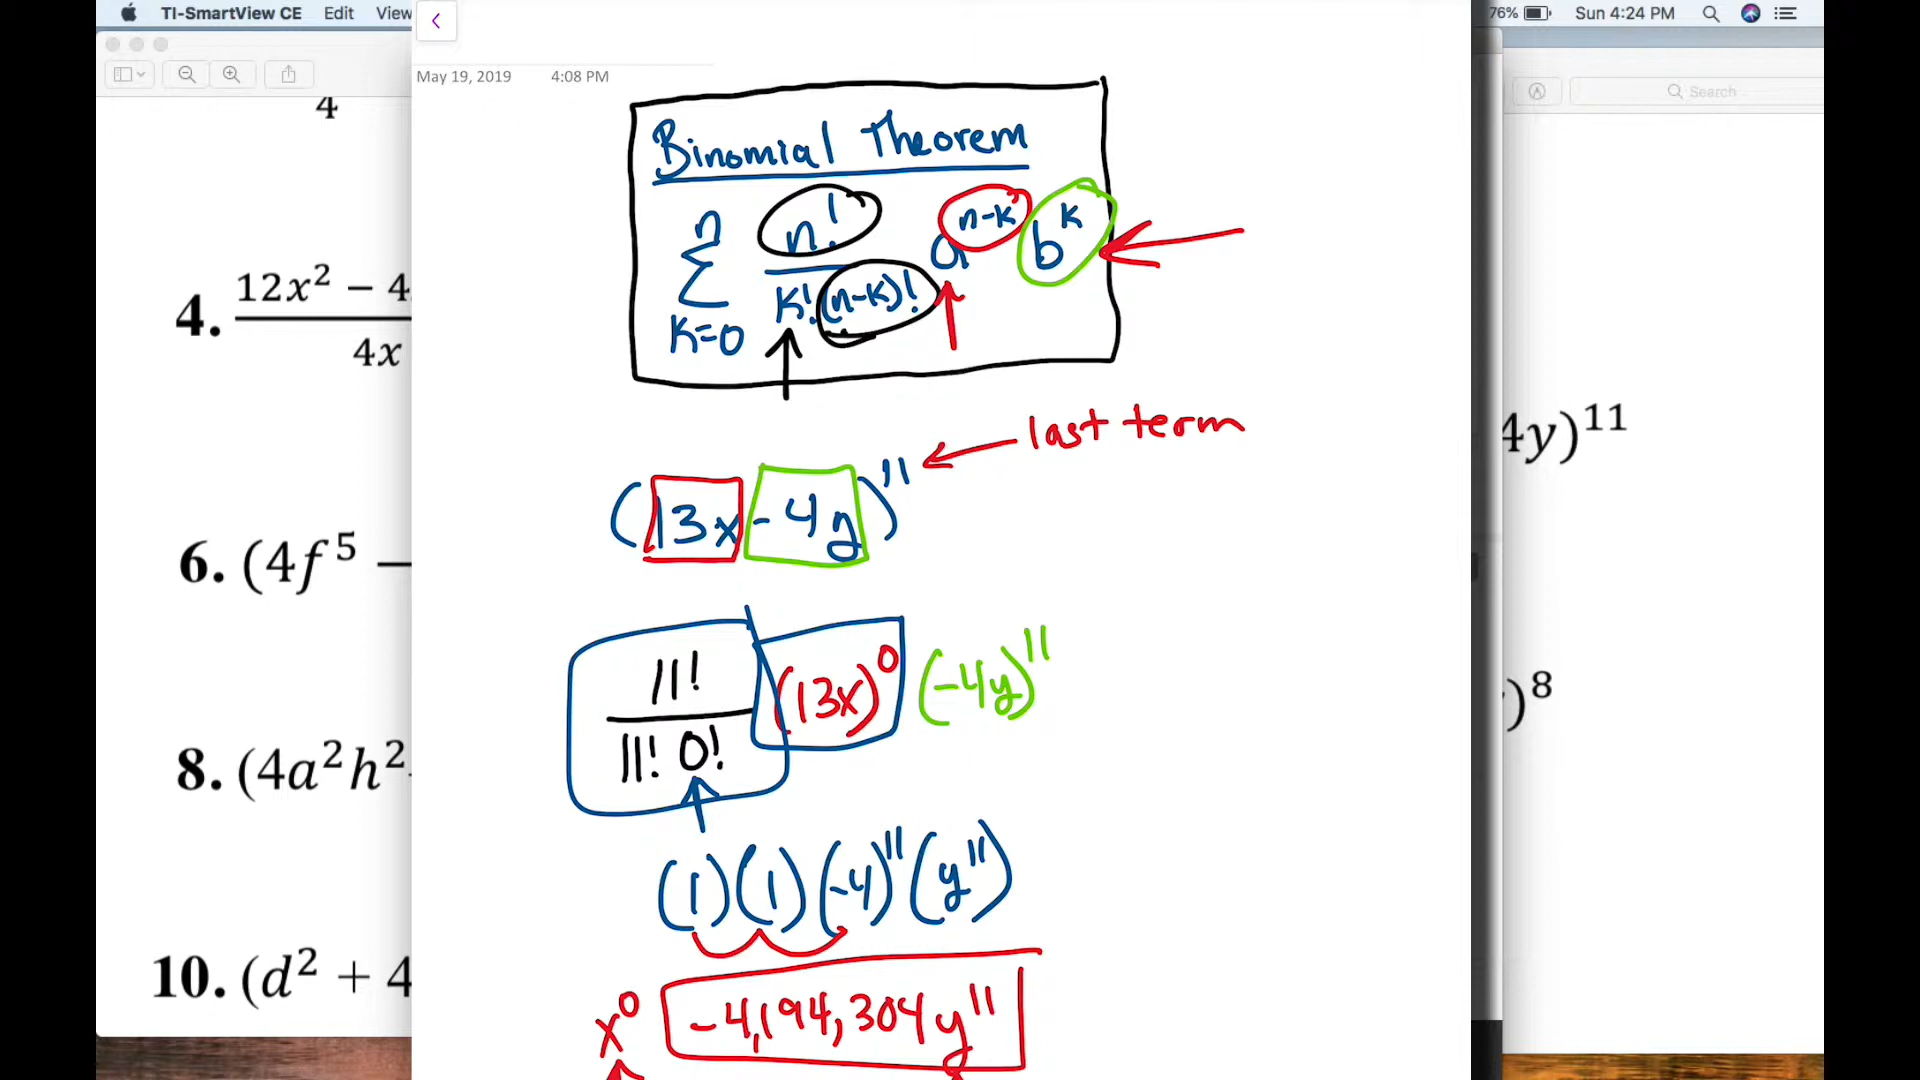 TI-SmartView CE Edit View
76% Sun 4:24 PM
Search
May 19, 2019 4:08 PM
4
4. 12x² − 4
4x
6. (4f⁵ −
8. (4a²h²
10. (d² + 4
Binomial Theorem
n
Σ
K=0
n!
K!(n-K)!
a^(n-K) b^K
last term
(13x - 4y)¹¹
11!
11! 0!
(13x)⁰ (-4y)¹¹
(1)(1)(-4)¹¹(y¹¹)
x⁰ -4,194,304y¹¹
4y)¹¹
)⁸